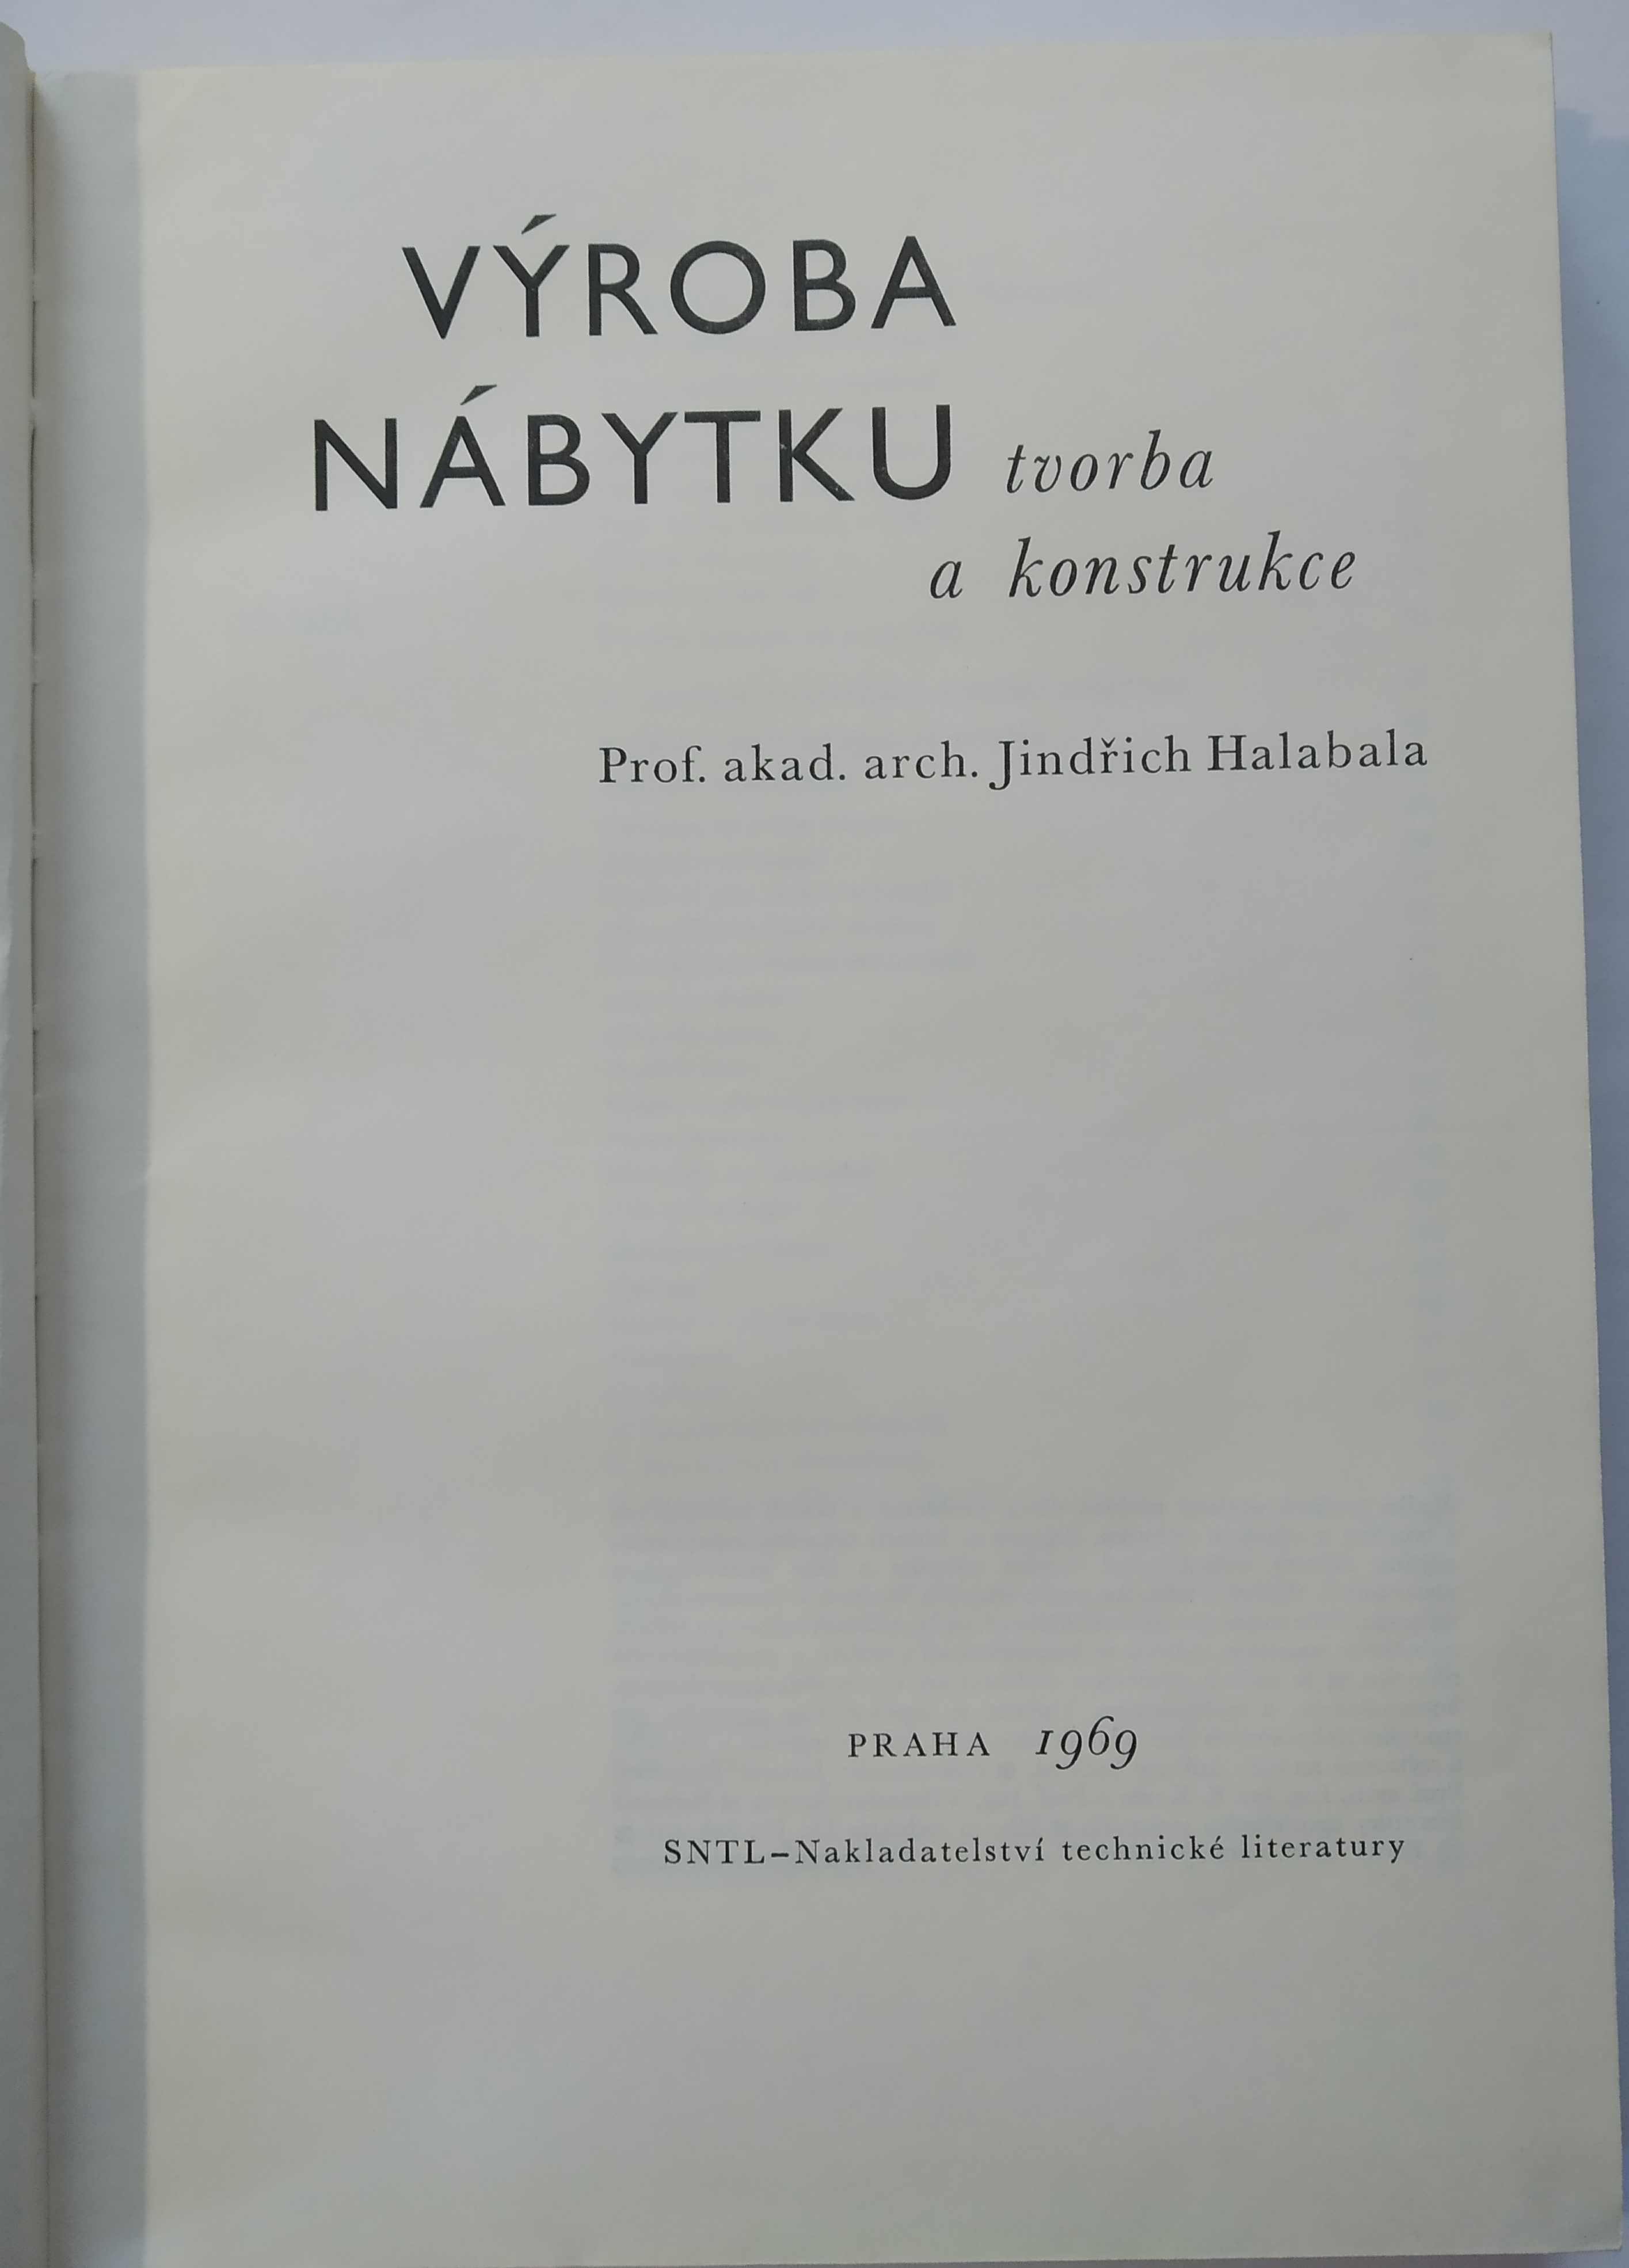 VÝROBA
NÁBYTKU tvorba
a konstrukce
Prof. akad. arch. Jindřich Halabala
PRAHA 1969
SNTL–Nakladatelství technické literatury